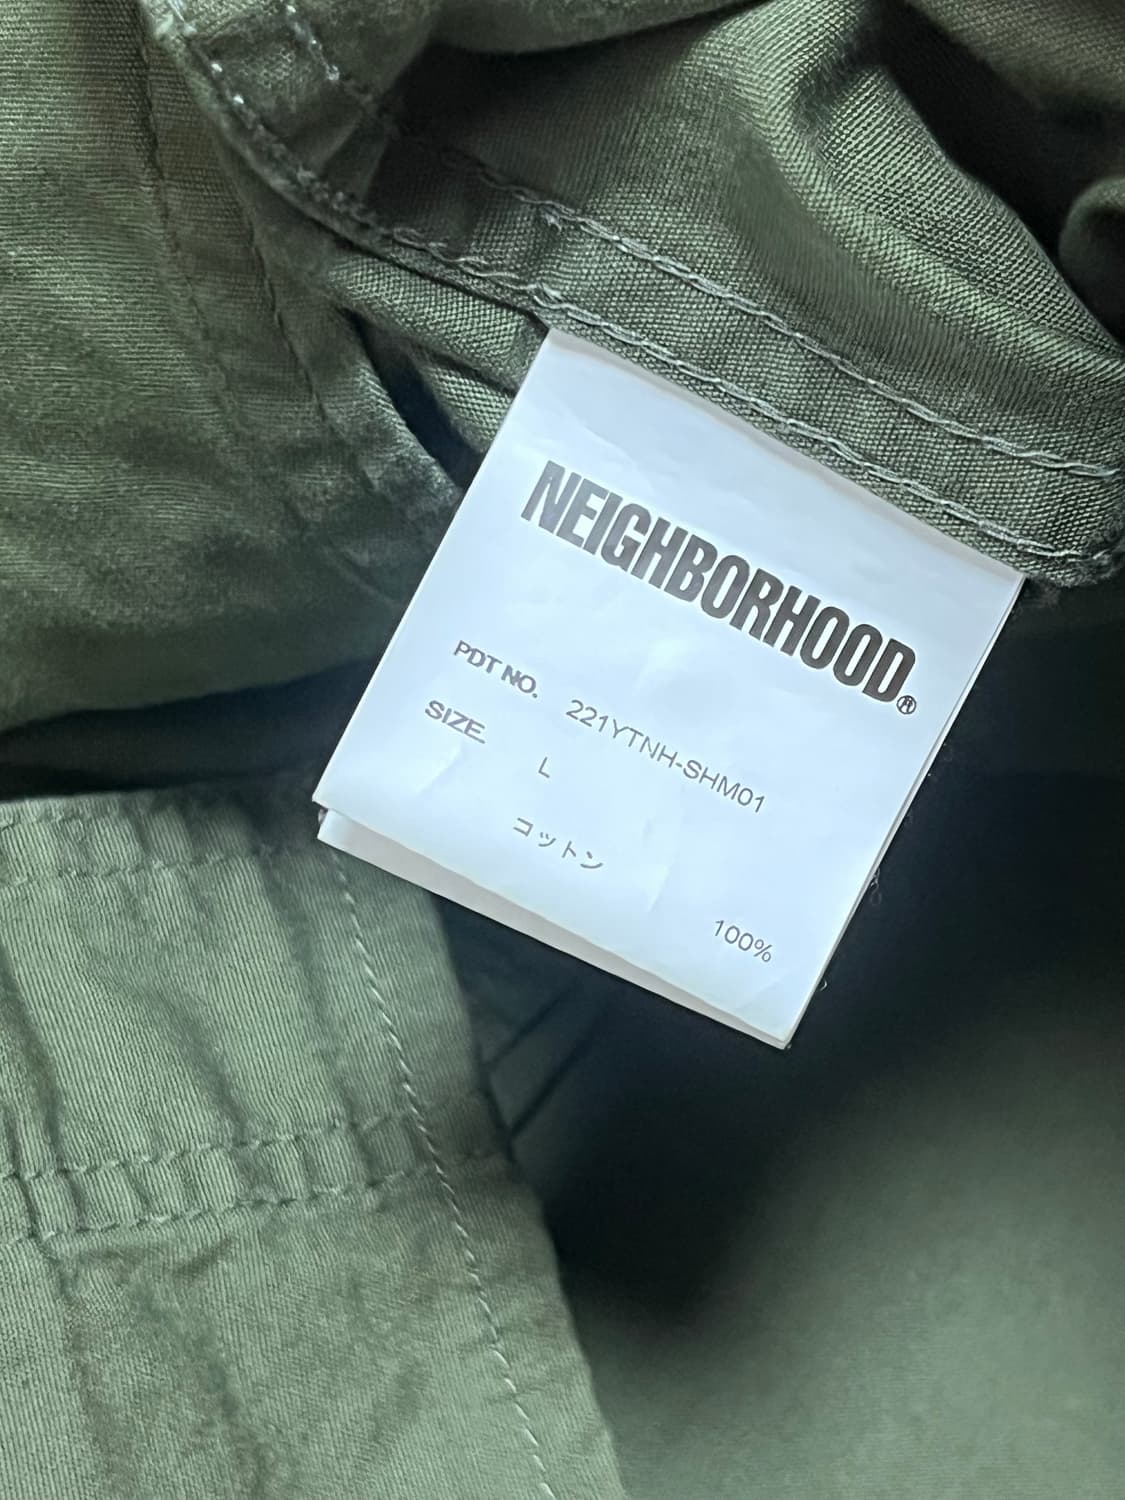 NEIGHBORHOOD®
PDT NO. 221YTNH-SHM01
SIZE. L
コットン
100%